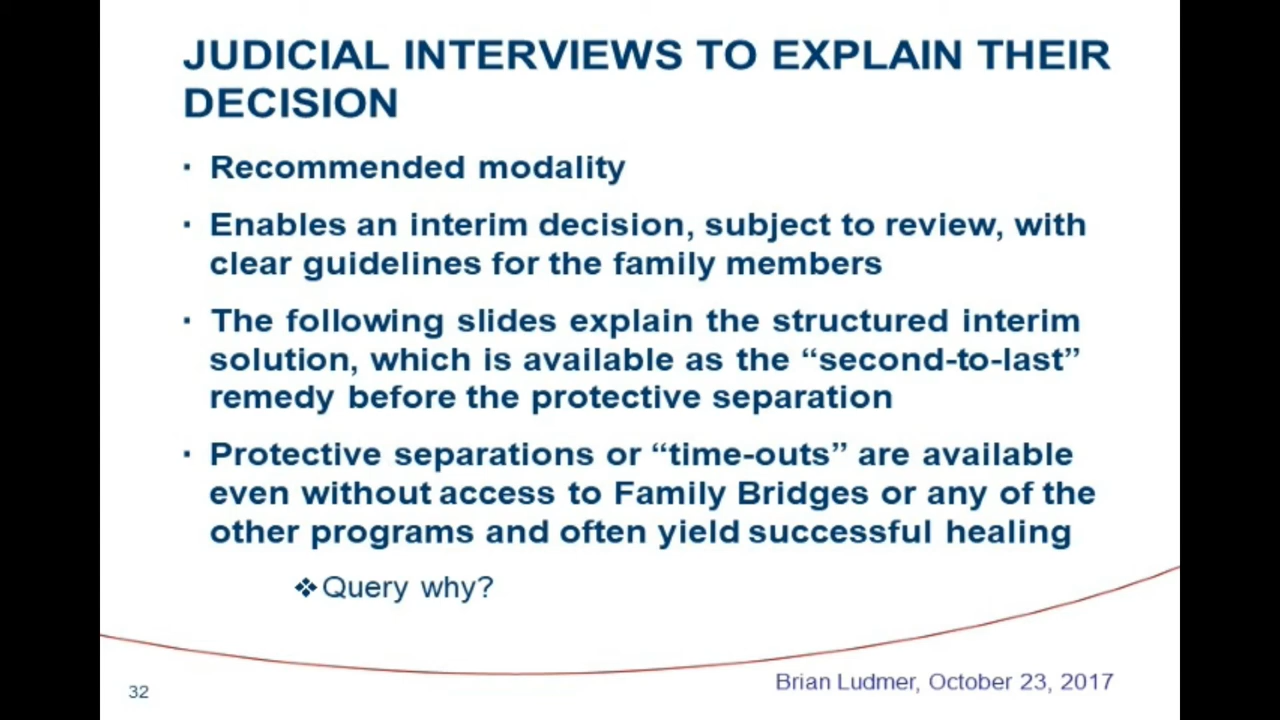 JUDICIAL INTERVIEWS TO EXPLAIN THEIR
DECISION
· Recommended modality
· Enables an interim decision, subject to review, with
clear guidelines for the family members
· The following slides explain the structured interim
solution, which is available as the “second-to-last”
remedy before the protective separation
· Protective separations or “time-outs” are available
even without access to Family Bridges or any of the
other programs and often yield successful healing
❖Query why?
Brian Ludmer, October 23, 2017
32